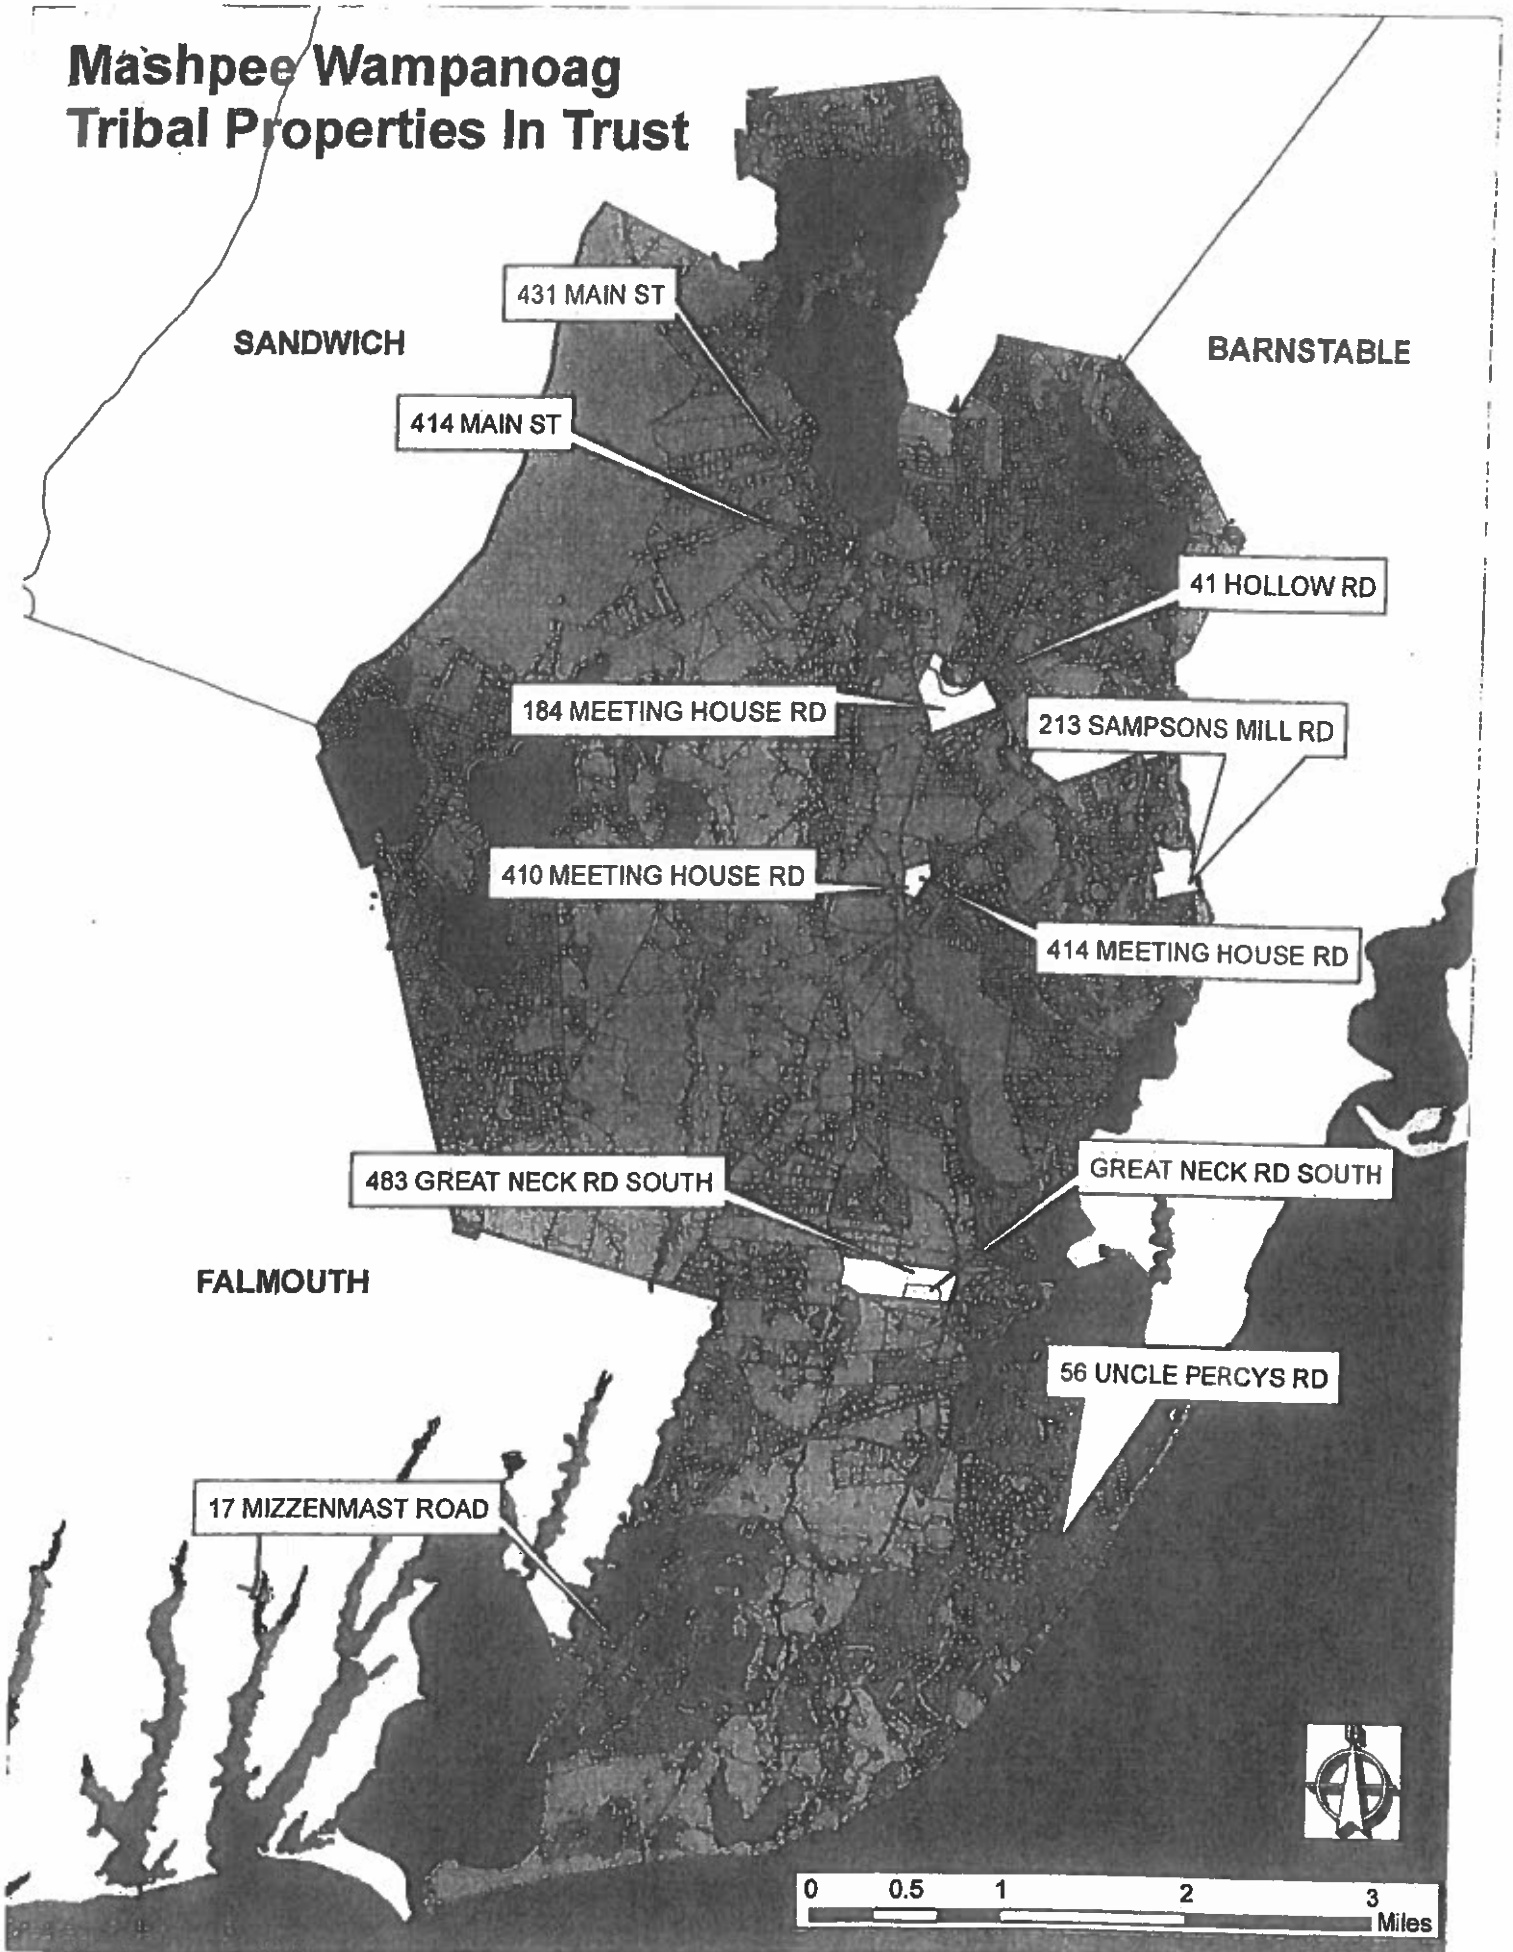 Mashpee Wampanoag
Tribal Properties In Trust
431 MAIN ST
SANDWICH
BARNSTABLE
414 MAIN ST
41 HOLLOW RD
184 MEETING HOUSE RD
213 SAMPSONS MILL RD
410 MEETING HOUSE RD
414 MEETING HOUSE RD
483 GREAT NECK RD SOUTH
GREAT NECK RD SOUTH
FALMOUTH
56 UNCLE PERCYS RD
17 MIZZENMAST ROAD
0 0.5 1 2 3
Miles